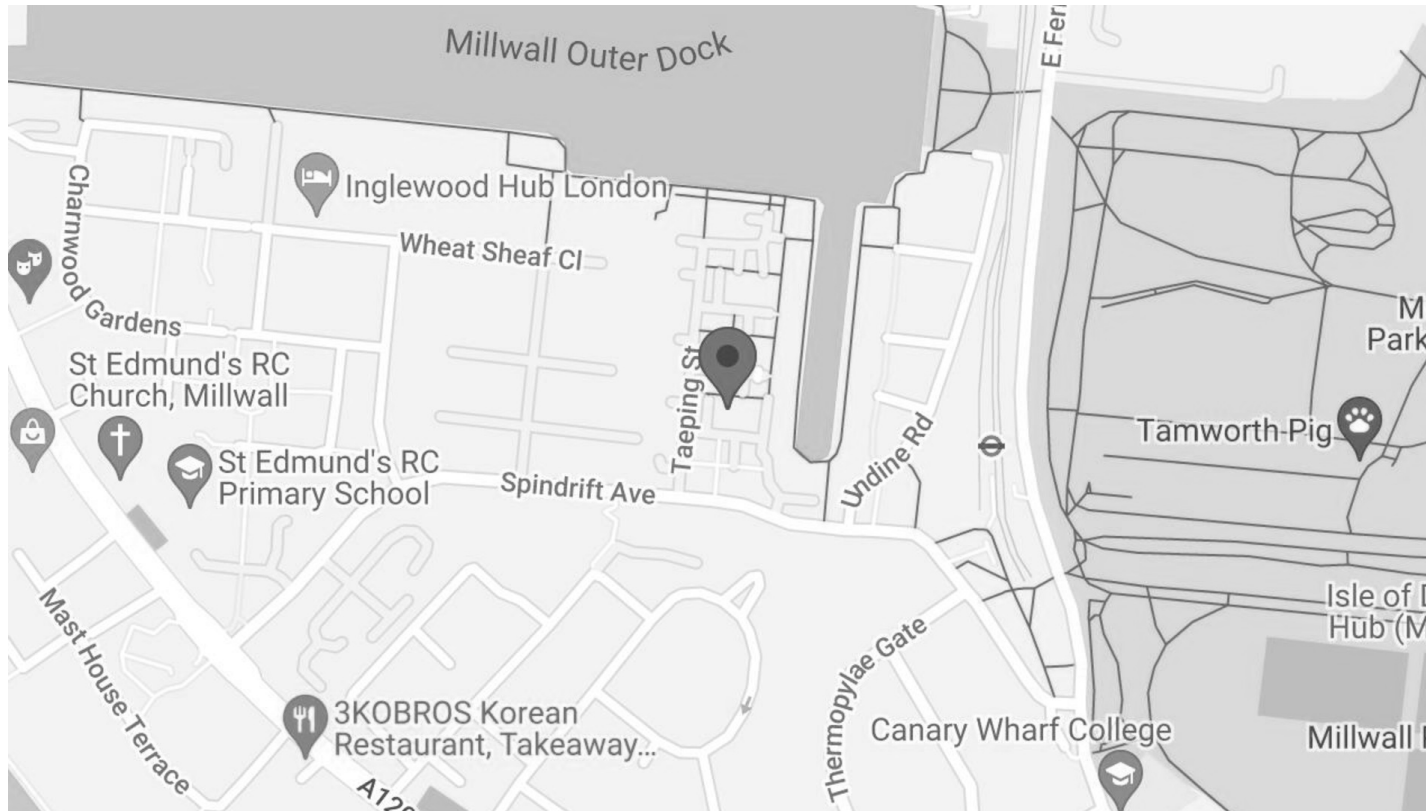 Millwall Outer Dock
E Fer
Inglewood Hub London
Charnwood
Gardens
Wheat Sheaf Cl
M
Park
St Edmund's RC
Church, Millwall
Taeping St
Tamworth Pig
St Edmund's RC
Primary School
Spindrift Ave
Undine Rd
Mast House Terrace
Isle of D
Hub (M
Thermopylae Gate
3KOBROS Korean
Restaurant, Takeaway...
Canary Wharf College
Millwall
A120